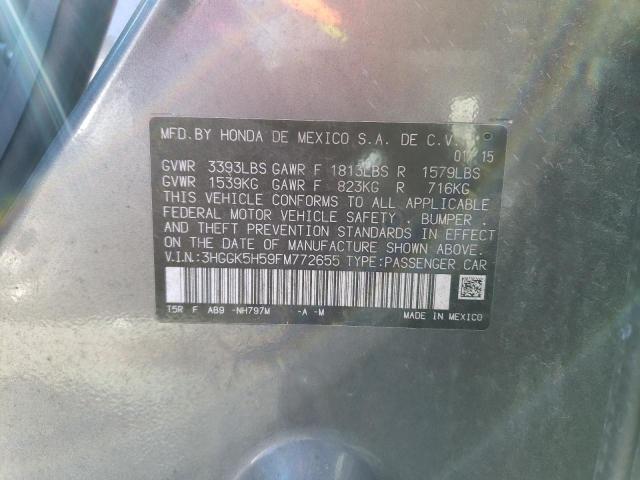 MFD.BY HONDA DE MEXICO S.A. DE C.V.
01/15
GVWR 3393LBS GAWR F 1813LBS R 1579LBS
GVWR 1539KG GAWR F 823KG R 716KG
THIS VEHICLE CONFORMS TO ALL APPLICABLE
FEDERAL MOTOR VEHICLE SAFETY , BUMPER ,
AND THEFT PREVENTION STANDARDS IN EFFECT
ON THE DATE OF MANUFACTURE SHOWN ABOVE.
V.I.N.:3HGGK5H59FM772655 TYPE:PASSENGER CAR
T5R F AB9 -NH797M -A -M MADE IN MEXICO